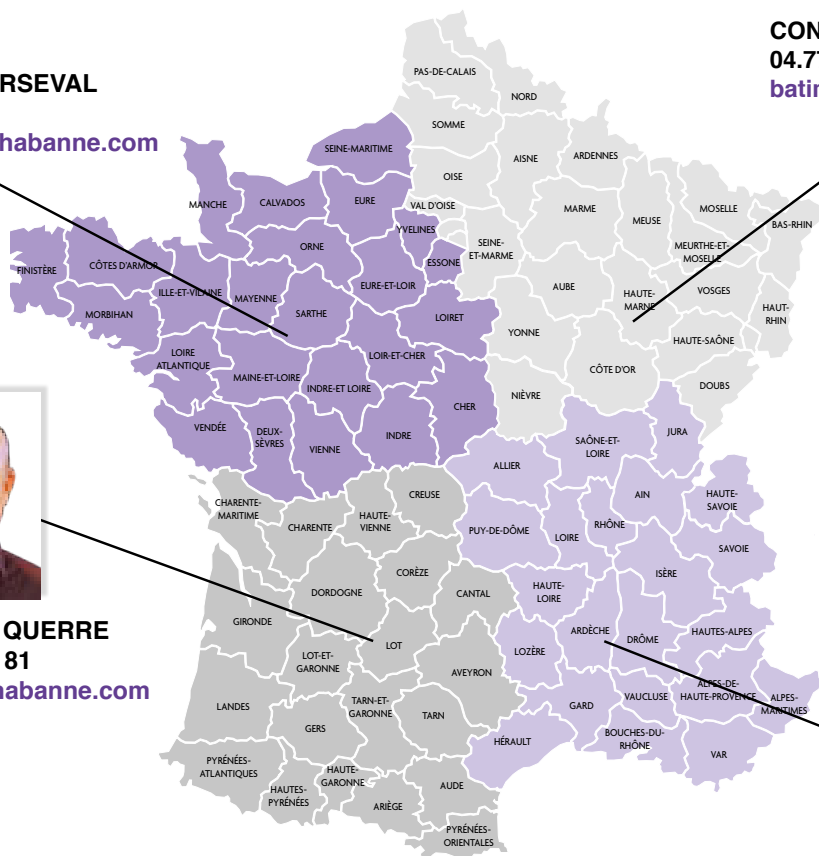 CON
04.77
batin
RSEVAL
habanne.com
PAS-DE-CALAIS
NORD
SOMME
SEINE-MARITIME
AISNE
ARDENNES
OISE
MANCHE
CALVADOS
EURE
VAL D'OISE
MARME
MEUSE
MOSELLE
BAS-RHIN
YVELINES
ORNE
SEINE-
ET-MARME
MEURTHE-ET-
MOSELLE
ESSONE
FINISTÈRE
CÔTES D'ARMOR
ILLE-ET-VILAINE
MAYENNE
EURE-ET-LOIR
AUBE
HAUTE-
MARNE
VOSGES
HAUT-
RHIN
MORBIHAN
SARTHE
LOIRET
YONNE
HAUTE-SAÔNE
LOIRE
ATLANTIQUE
LOIR-ET-CHER
MAINE-ET-LOIRE
INDRE-ET LOIRE
CÔTE D'OR
DOUBS
NIÈVRE
CHER
VENDÉE
DEUX-
SÈVRES
VIENNE
INDRE
JURA
SAÔNE-ET-
LOIRE
ALLIER
CREUSE
AIN
HAUTE-
SAVOIE
CHARENTE-
MARITIME
CHARENTE
HAUTE-
VIENNE
PUY-DE-DÔME
LOIRE
RHÔNE
SAVOIE
CORÈZE
ISÈRE
DORDOGNE
CANTAL
HAUTE-
LOIRE
GIRONDE
QUERRE
81
habanne.com
LOT
ARDÈCHE
DRÔME
HAUTES-ALPES
LOT-ET-
GARONNE
LOZÈRE
AVEYRON
ALPES-DE-
HAUTE-PROVENCE
ALPES-
MARITIMES
LANDES
TARN-ET-
GARONNE
TARN
GARD
VAUCLUSE
GERS
HÉRAULT
BOUCHES-DU-
RHÔNE
VAR
PYRÉNÉES-
ATLANTIQUES
HAUTES-
PYRÉNÉES
HAUTE-
GARONNE
ARIÈGE
AUDE
PYRÉNÉES-
ORIENTALES